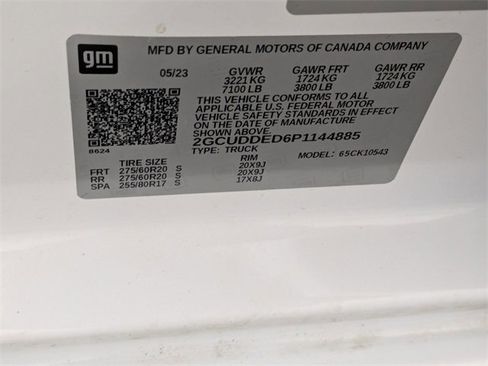 gm
MFD BY GENERAL MOTORS OF CANADA COMPANY
05/23 GVWR GAWR FRT GAWR RR
3221 KG 1724 KG 1724 KG
7100 LB 3800 LB 3800 LB
THIS VEHICLE CONFORMS TO ALL
APPLICABLE U.S. FEDERAL MOTOR
VEHICLE SAFETY STANDARDS IN EFFECT
ON THE DATE OF MANUFACTURE
2GCUDDED6P1144885
8624 TYPE: TRUCK MODEL: 65CK10543
TIRE SIZE RIM
FRT 275/60R20 S 20X9J
RR 275/60R20 S 20X9J
SPA 255/80R17 S 17X8J